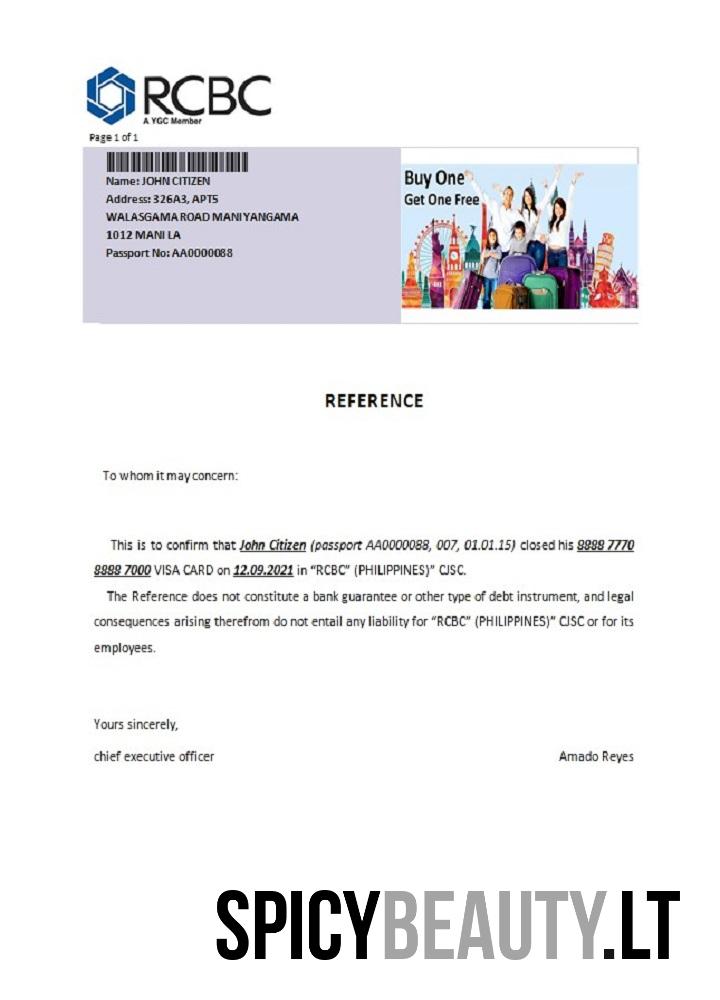 RCBC
A YGC Member
Page 1 of 1
Name: JOHN CITIZEN
Address: 326A3, APT5
WALASGAMA ROAD MANIYANGAMA
1012 MANILA
Passport No: AA0000088
Buy One
Get One Free
REFERENCE
To whom it may concern:
This is to confirm that John Citizen (passport AA0000088, 007, 01.01.15) closed his 8888 7770
8888 7000 VISA CARD on 12.09.2021 in “RCBC” (PHILIPPINES)” CJSC.
The Reference does not constitute a bank guarantee or other type of debt instrument, and legal
consequences arising therefrom do not entail any liability for “RCBC” (PHILIPPINES)” CJSC or for its
employees.
Yours sincerely,
chief executive officer Amado Reyes
SPICYBEAUTY.LT